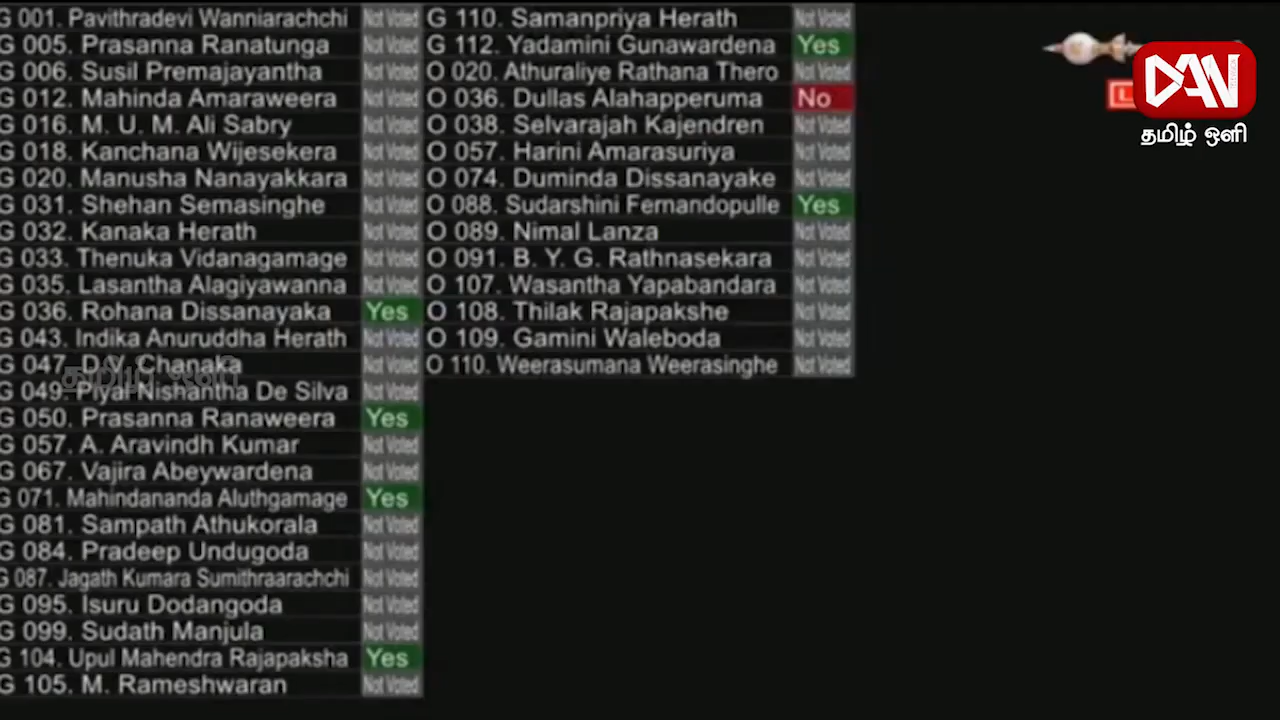 G 001. Pavithradevi Wanniarachchi Not Voted
G 005. Prasanna Ranatunga Not Voted
G 006. Susil Premajayantha Not Voted
G 012. Mahinda Amaraweera Not Voted
G 016. M. U. M. Ali Sabry Not Voted
G 018. Kanchana Wijesekera Not Voted
G 020. Manusha Nanayakkara Not Voted
G 031. Shehan Semasinghe Not Voted
G 032. Kanaka Herath Not Voted
G 033. Thenuka Vidanagamage Not Voted
G 035. Lasantha Alagiyawanna Not Voted
G 036. Rohana Dissanayaka Yes
G 043. Indika Anuruddha Herath Not Voted
G 047. D.V. Chanaka Not Voted
G 049. Piyal Nishantha De Silva Not Voted
G 050. Prasanna Ranaweera Yes
G 057. A. Aravindh Kumar Not Voted
G 067. Vajira Abeywardena Not Voted
G 071. Mahindananda Aluthgamage Yes
G 081. Sampath Athukorala Not Voted
G 084. Pradeep Undugoda Not Voted
G 087. Jagath Kumara Sumithraarachchi Not Voted
G 095. Isuru Dodangoda Not Voted
G 099. Sudath Manjula Not Voted
G 104. Upul Mahendra Rajapaksha Yes
G 105. M. Rameshwaran Not Voted
G 110. Samanpriya Herath Not Voted
G 112. Yadamini Gunawardena Yes
O 020. Athuraliye Rathana Thero Not Voted
O 036. Dullas Alahapperuma No
O 038. Selvarajah Kajendren Not Voted
O 057. Harini Amarasuriya Not Voted
O 074. Duminda Dissanayake Not Voted
O 088. Sudarshini Fernandopulle Yes
O 089. Nimal Lanza Not Voted
O 091. B. Y. G. Rathnasekara Not Voted
O 107. Wasantha Yapabandara Not Voted
O 108. Thilak Rajapakshe Not Voted
O 109. Gamini Waleboda Not Voted
O 110. Weerasumana Weerasinghe Not Voted
DAN
தமிழ் ஒளி
தமிழ் ஒளி